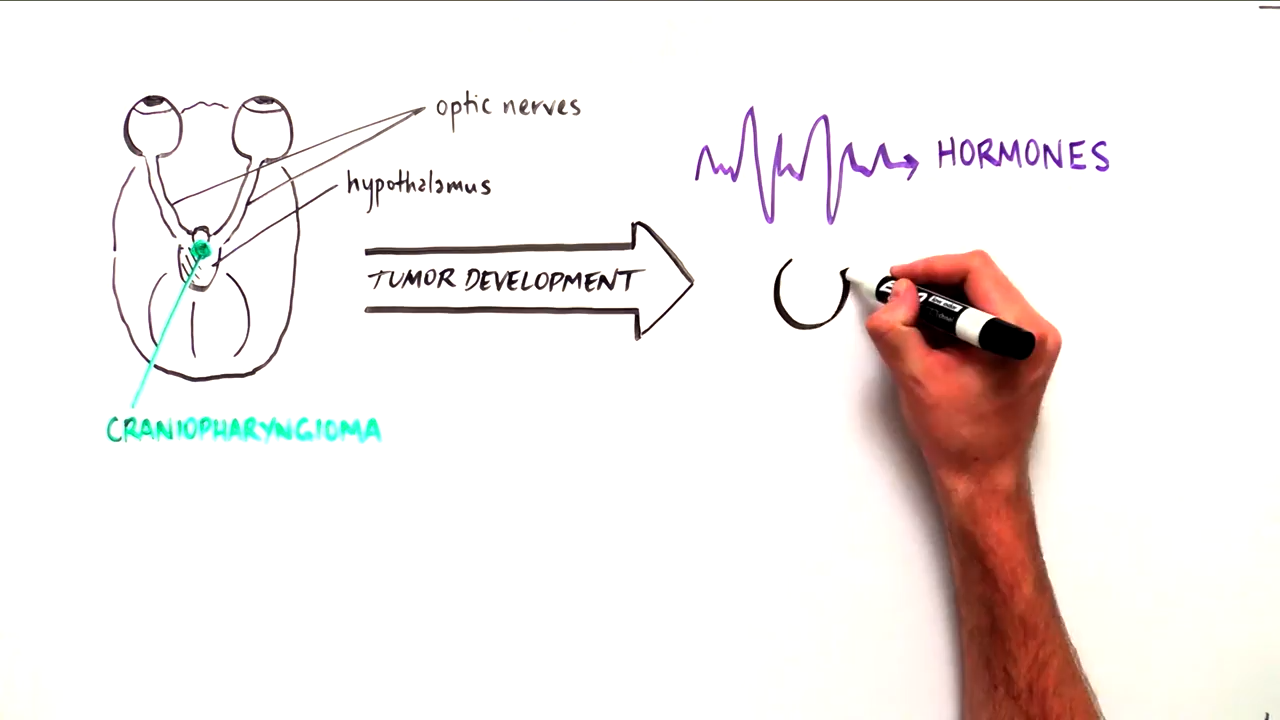 optic nerves
HORMONES
hypothalamus
TUMOR DEVELOPMENT
CRANIOPHARYNGIOMA